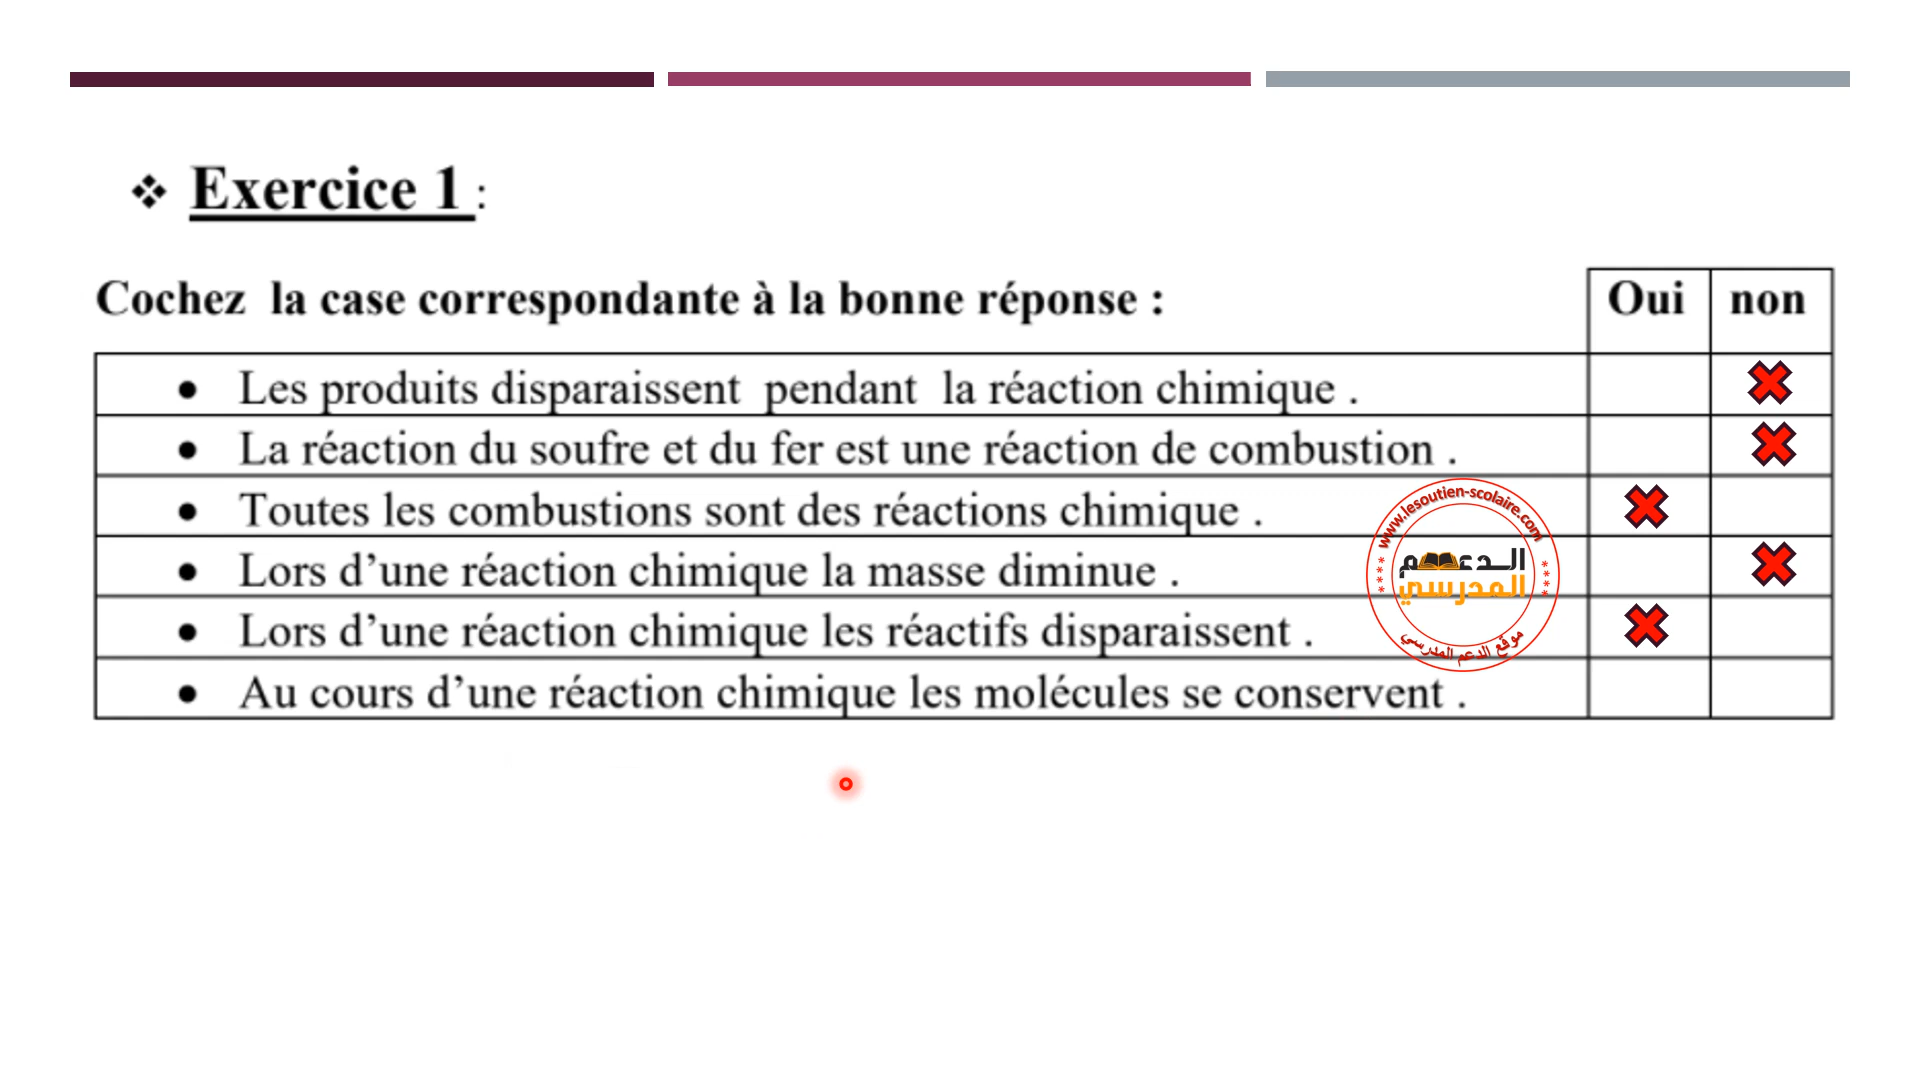 ❖ Exercice 1 :
Cochez la case correspondante à la bonne réponse :
Oui
non
• Les produits disparaissent pendant la réaction chimique .
• La réaction du soufre et du fer est une réaction de combustion .
• Toutes les combustions sont des réactions chimique .
• Lors d’une réaction chimique la masse diminue .
• Lors d’une réaction chimique les réactifs disparaissent .
• Au cours d’une réaction chimique les molécules se conservent .
www.lesoutien-scolaire.com
الدعم
المدرسي
موقع الدعم المدرسي